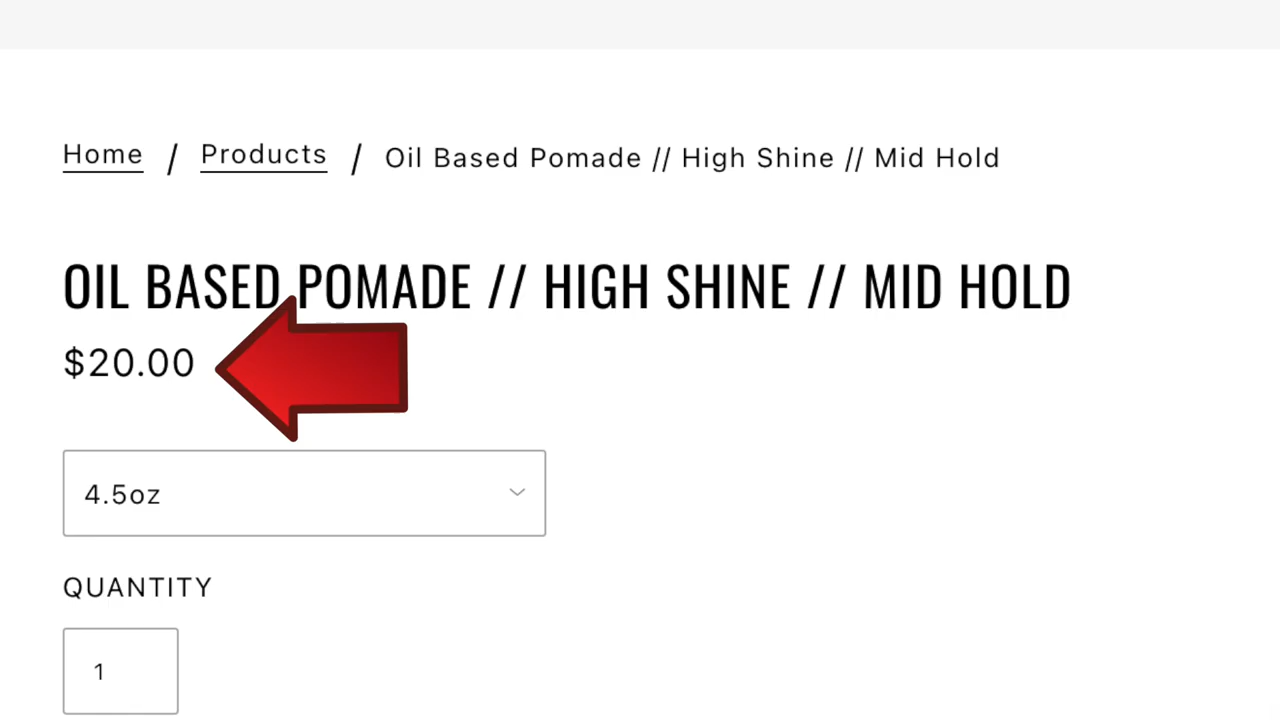 Home / Products / Oil Based Pomade // High Shine // Mid Hold
OIL BASED POMADE // HIGH SHINE // MID HOLD
$20.00
4.5oz
QUANTITY
1